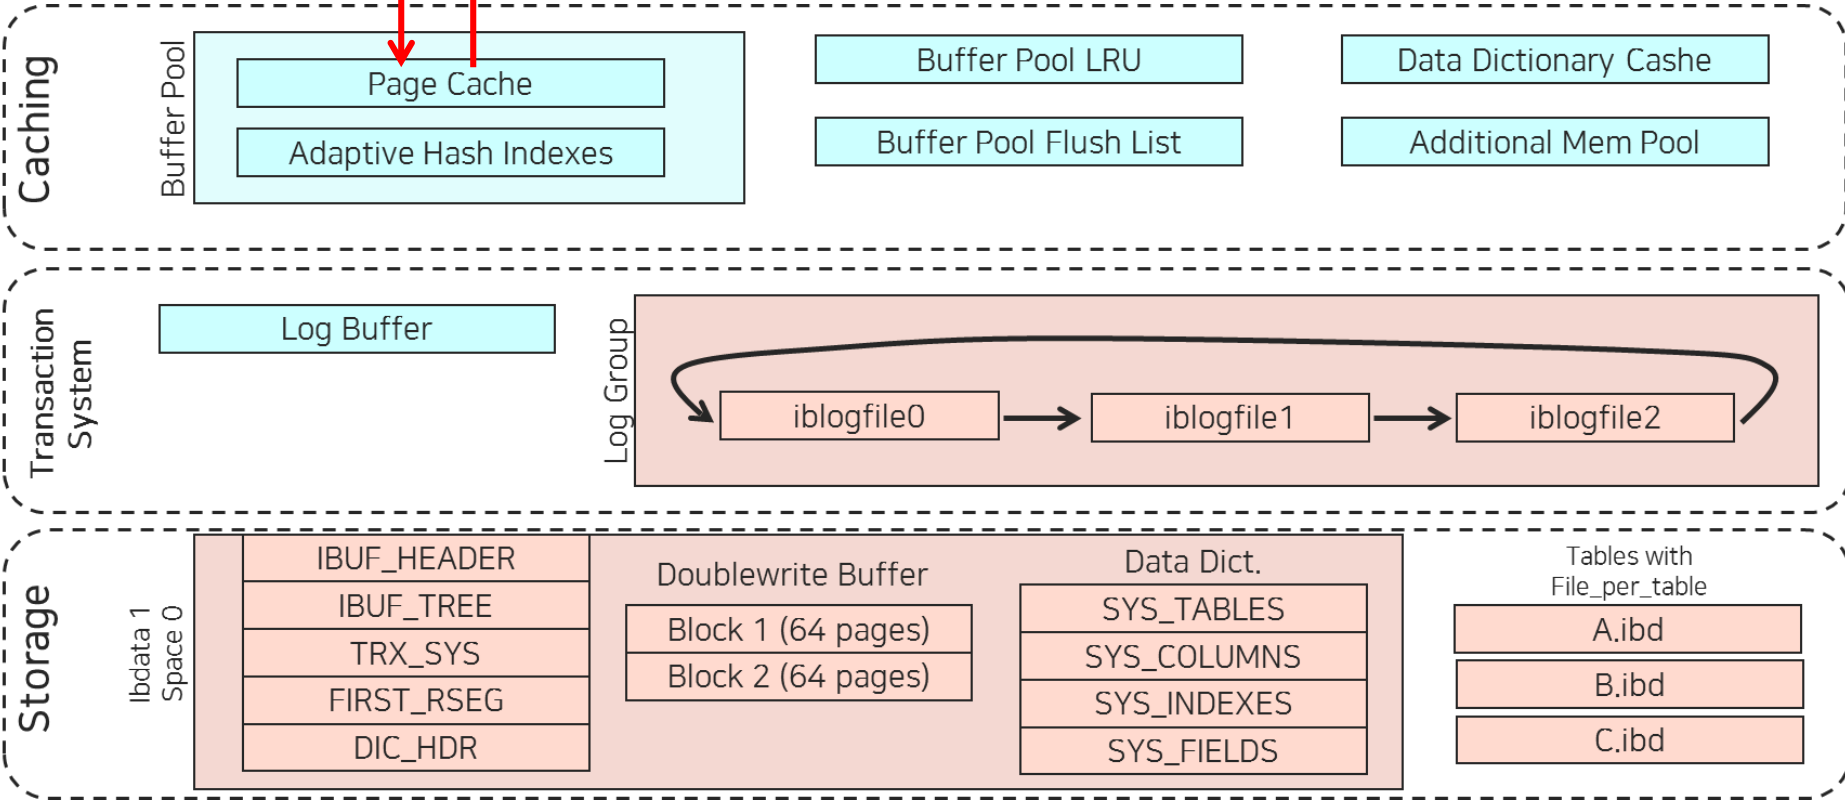 Caching
Buffer Pool
Page Cache
Adaptive Hash Indexes
Buffer Pool LRU
Buffer Pool Flush List
Data Dictionary Cashe
Additional Mem Pool
Transaction
System
Log Buffer
Log Group
iblogfile0
iblogfile1
iblogfile2
Storage
Ibdata 1
Space 0
IBUF_HEADER
IBUF_TREE
TRX_SYS
FIRST_RSEG
DIC_HDR
Doublewrite Buffer
Block 1 (64 pages)
Block 2 (64 pages)
Data Dict.
SYS_TABLES
SYS_COLUMNS
SYS_INDEXES
SYS_FIELDS
Tables with
File_per_table
A.ibd
B.ibd
C.ibd